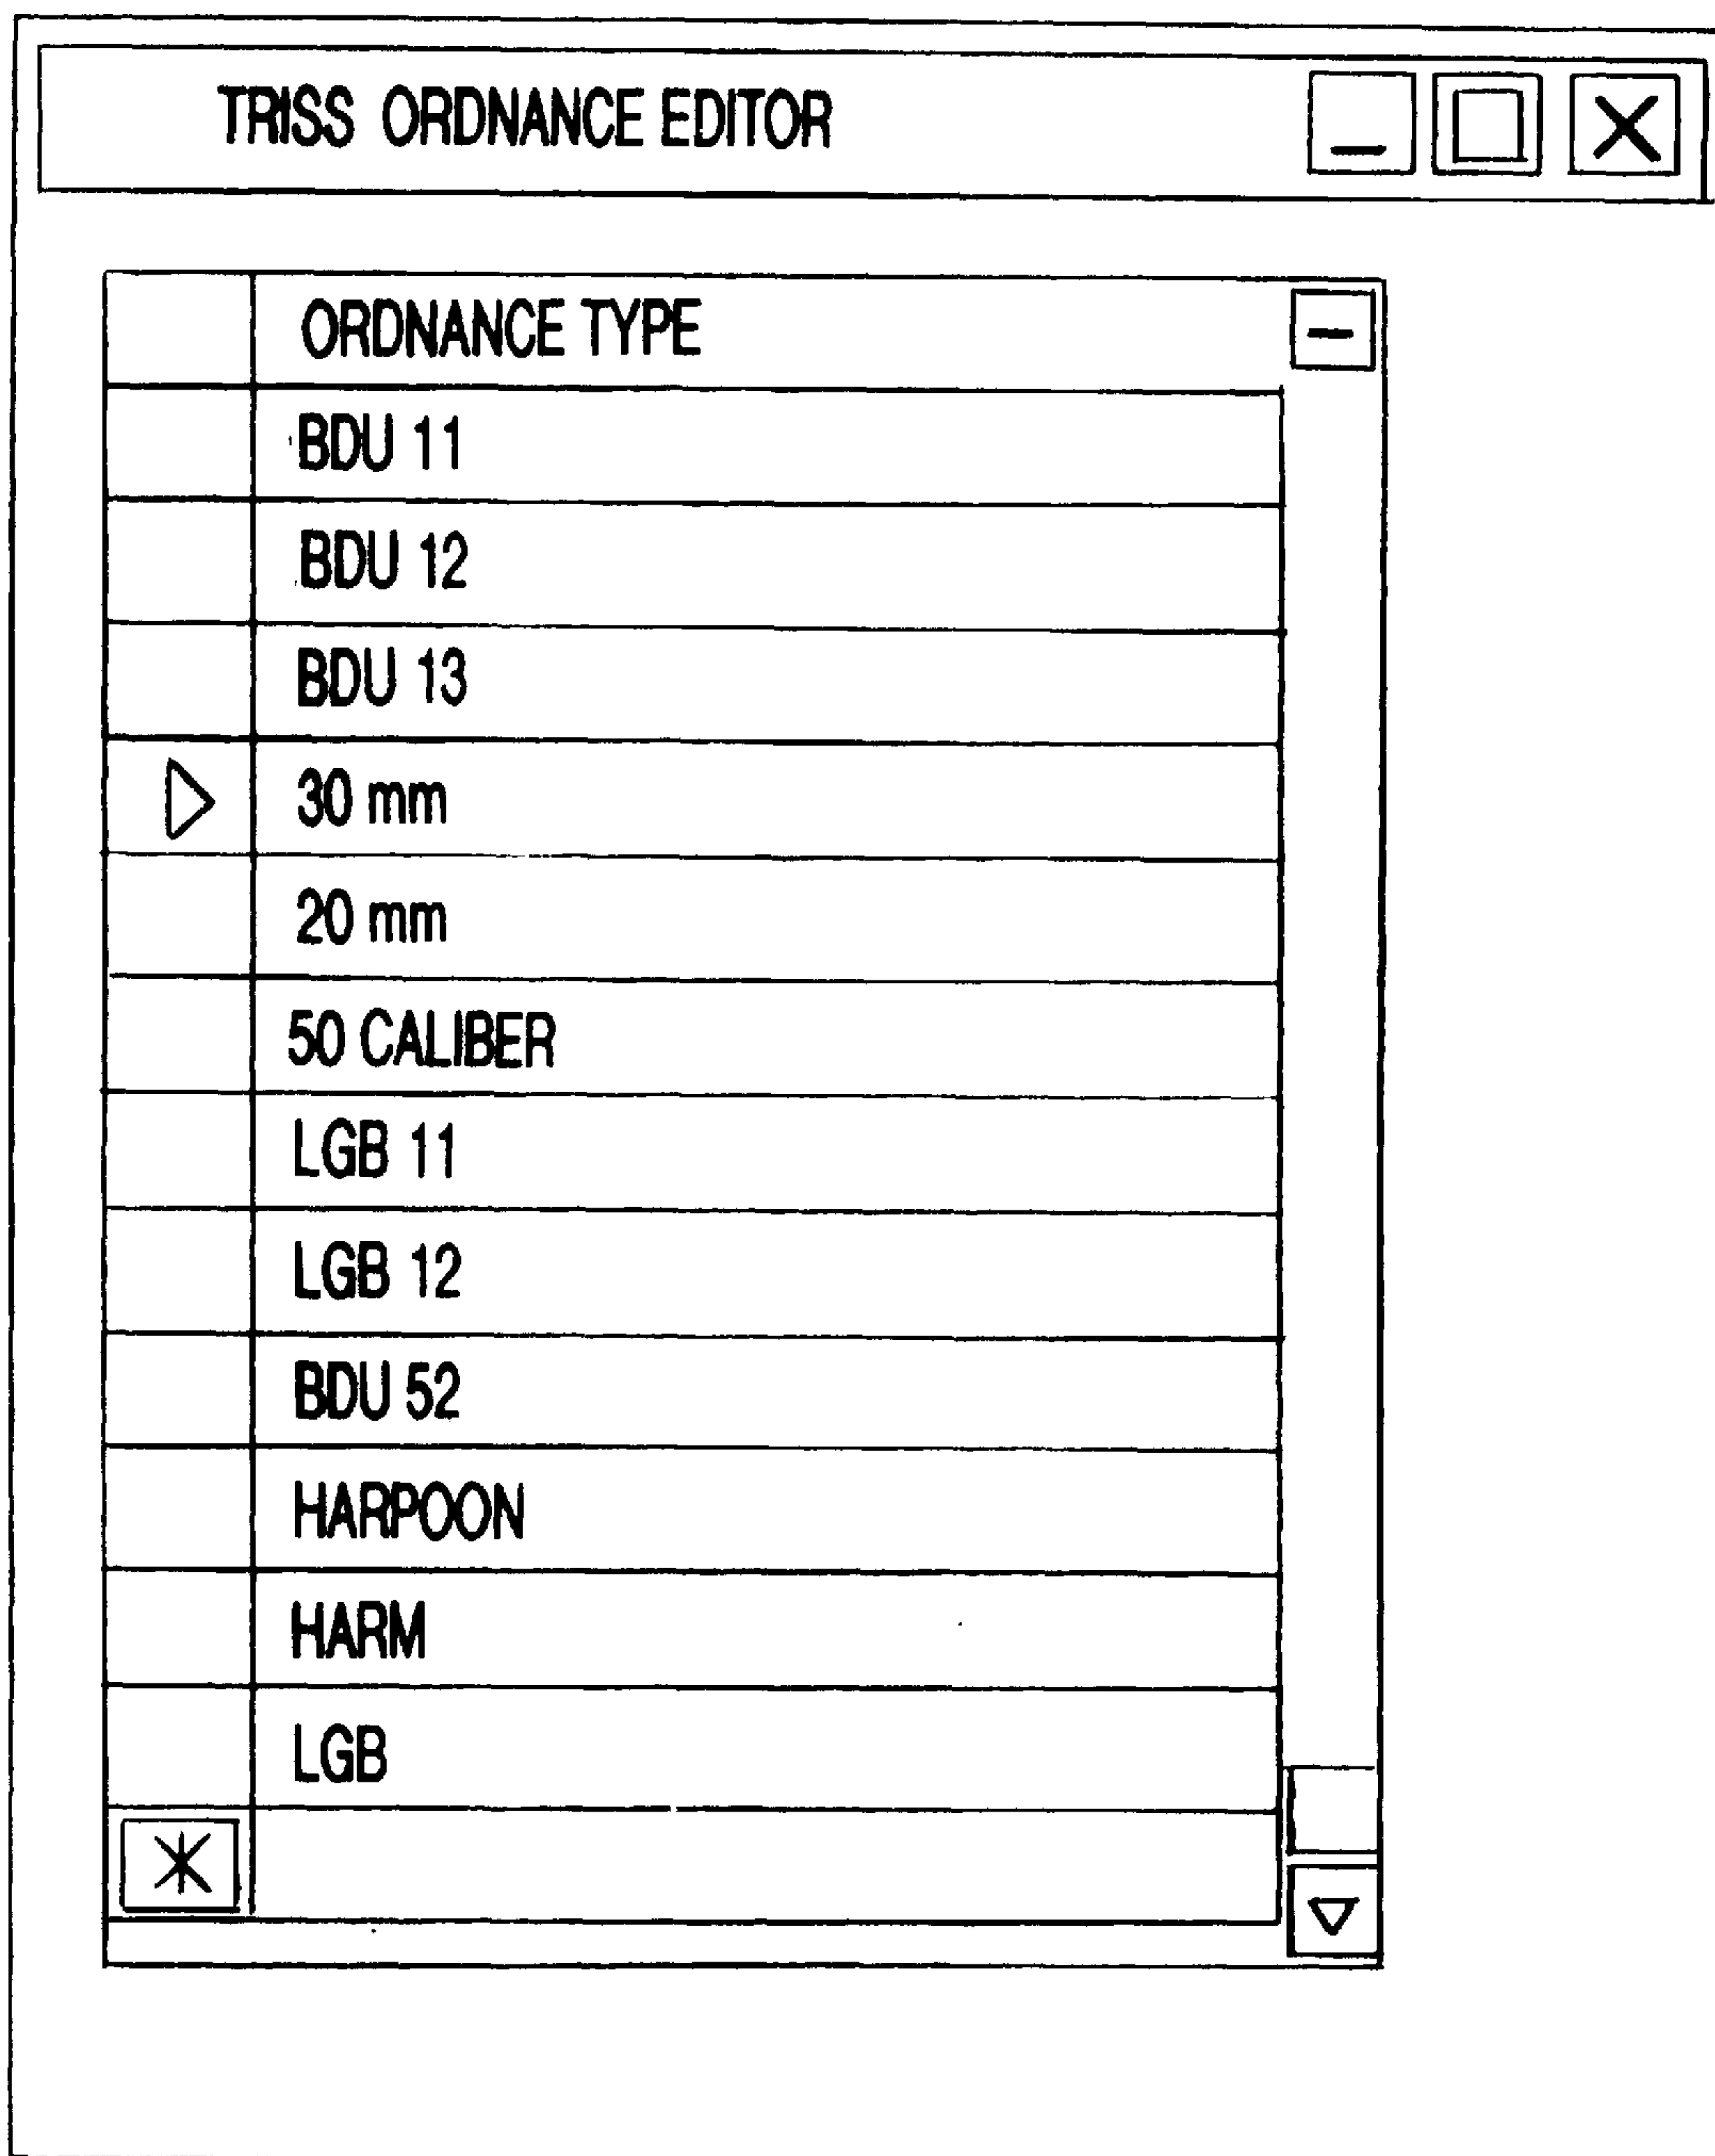 TRISS ORDNANCE EDITOR
ORDNANCE TYPE
BDU 11
BDU 12
BDU 13
30 mm
20 mm
50 CALIBER
LGB 11
LGB 12
BDU 52
HARPOON
HARM
LGB